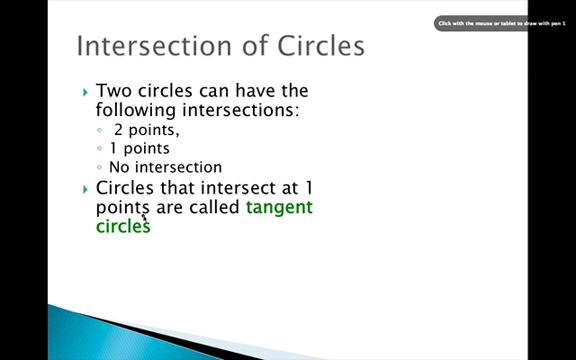 Click with the mouse or tablet to draw with pen 1
Intersection of Circles
Two circles can have the
following intersections:
2 points,
1 points
No intersection
Circles that intersect at 1
points are called tangent
circles